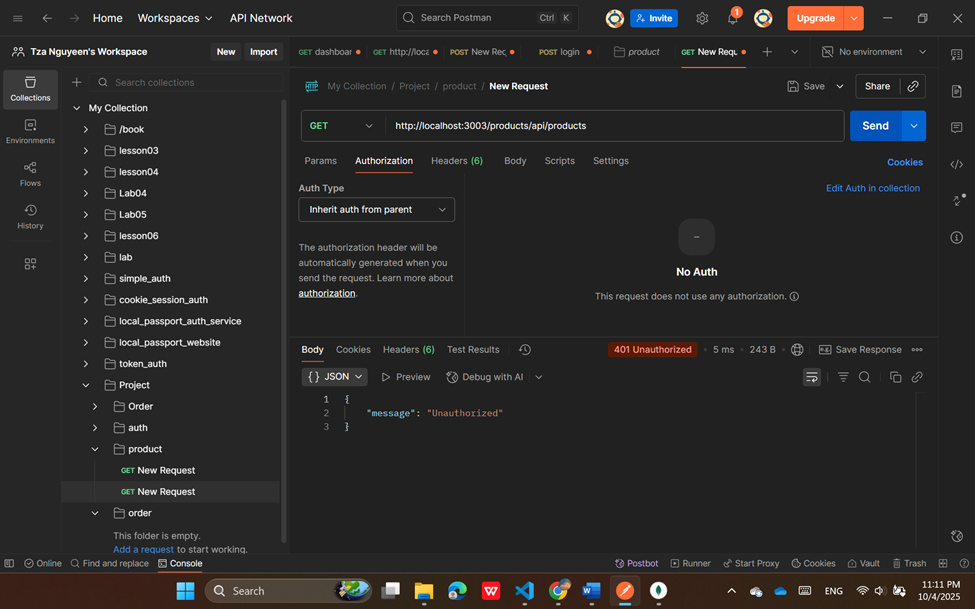 Home Workspaces API Network Search Postman Ctrl K Invite 1 Upgrade
Tza Nguyeen's Workspace New Import GET dashboar GET http://loca POST New Rec POST login product GET New Requ No environment
Collections Search collections
Environments
Flows
History
My Collection
/book
lesson03
lesson04
Lab04
Lab05
lesson06
lab
simple_auth
cookie_session_auth
local_passport_auth_service
local_passport_website
token_auth
Project
Order
auth
product
GET New Request
GET New Request
order
This folder is empty.
Add a request to start working.
HTTP My Collection / Project / product / New Request Save Share
GET http://localhost:3003/products/api/products Send
Params Authorization Headers (6) Body Scripts Settings Cookies
Auth Type Edit Auth in collection
Inherit auth from parent
The authorization header will be
automatically generated when you
send the request. Learn more about
authorization.
No Auth
This request does not use any authorization.
Body Cookies Headers (6) Test Results 401 Unauthorized • 5 ms • 243 B Save Response
{ } JSON Preview Debug with AI
1 {
2 "message": "Unauthorized"
3 }
Online Find and replace Console Postbot Runner Start Proxy Cookies Vault Trash
Search ENG 11:11 PM
10/4/2025